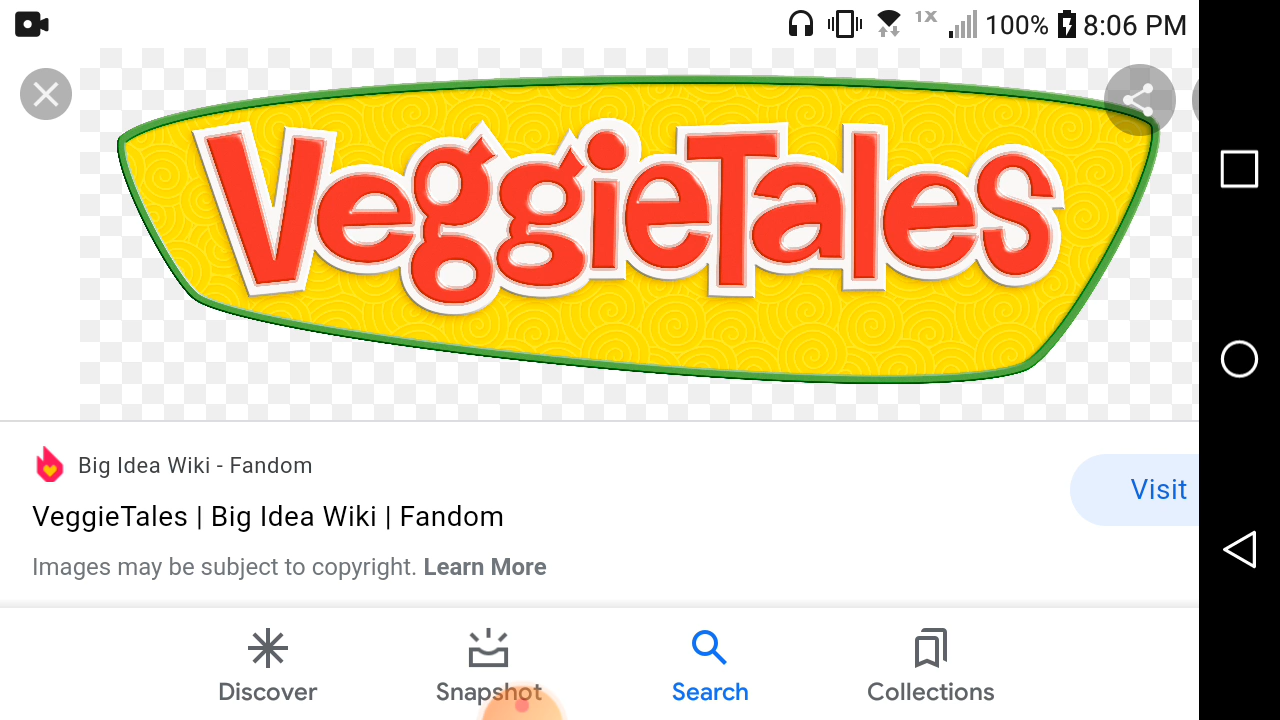 1X 100% 8:06 PM
VeggieTales
Big Idea Wiki - Fandom
VeggieTales | Big Idea Wiki | Fandom
Visit
Images may be subject to copyright. Learn More
Discover Snapshot Search Collections